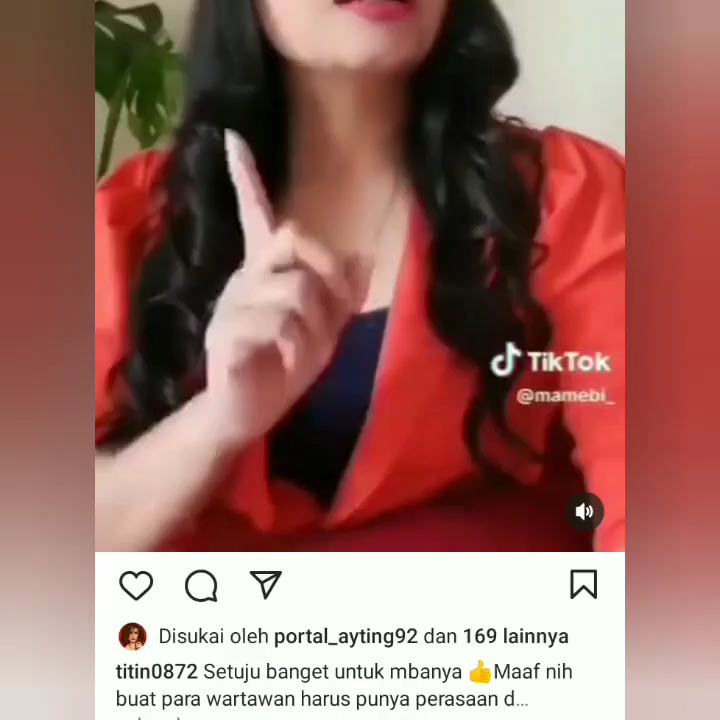 TikTok
@mamebi_
Disukai oleh portal_ayting92 dan 169 lainnya
titin0872 Setuju banget untuk mbanya 👍Maaf nih
buat para wartawan harus punya perasaan d...